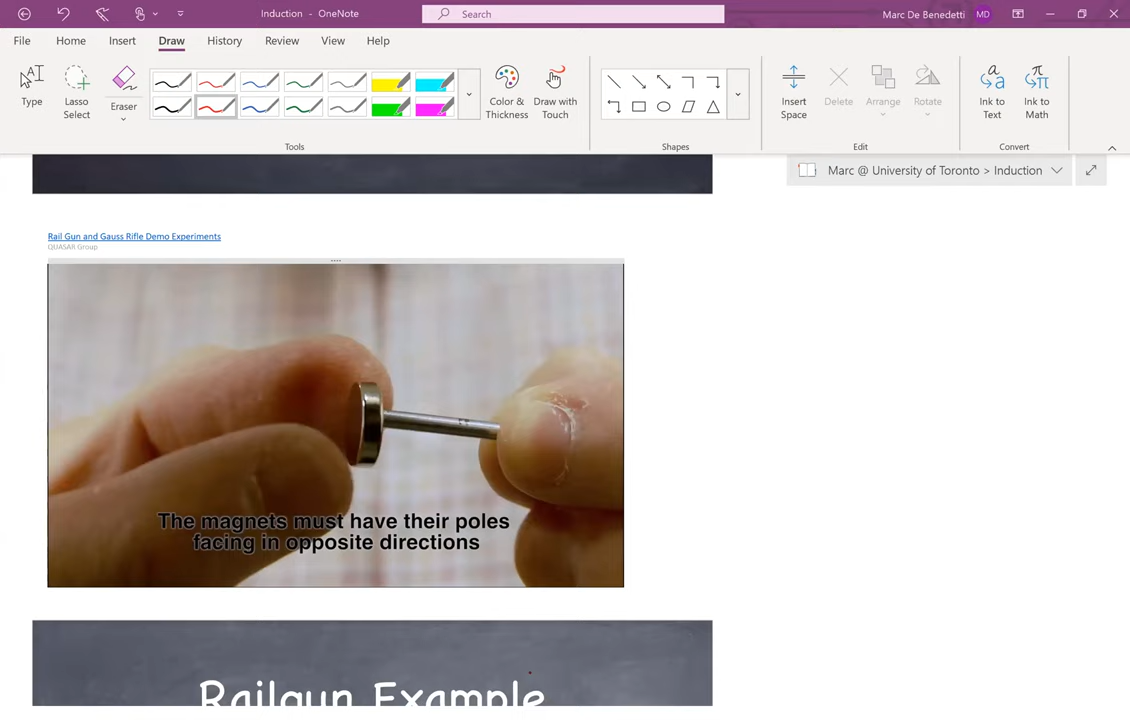 Induction - OneNote
Search
Marc De Benedetti
MD
File
Home
Insert
Draw
History
Review
View
Help
Type
Lasso
Select
Eraser
Color &
Thickness
Draw with
Touch
Insert
Space
Delete
Arrange
Rotate
Ink to
Text
Ink to
Math
Tools
Shapes
Edit
Convert
Marc @ University of Toronto > Induction
Rail Gun and Gauss Rifle Demo Experiments
QUASAR Group
The magnets must have their poles
facing in opposite directions
Railgun Example